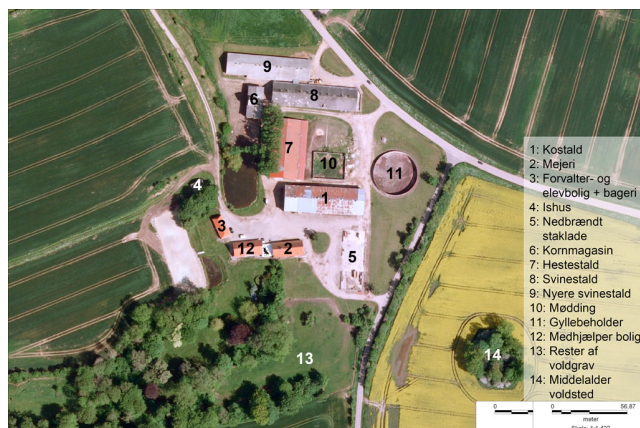 9
6
8
7
10
11
4
1
3
12
2
5
13
14
1: Kostald
2: Mejeri
3: Forvalter- og
elevbolig + bageri
4: Ishus
5: Nedbrændt
staklade
6: Kornmagasin
7: Hestestald
8: Svinestald
9: Nyere svinestald
10: Mødding
11: Gyllebeholder
12: Medhjælper bolig
13: Rester af
voldgrav
14: Middelalder
voldsted
0 0 56.87
meter